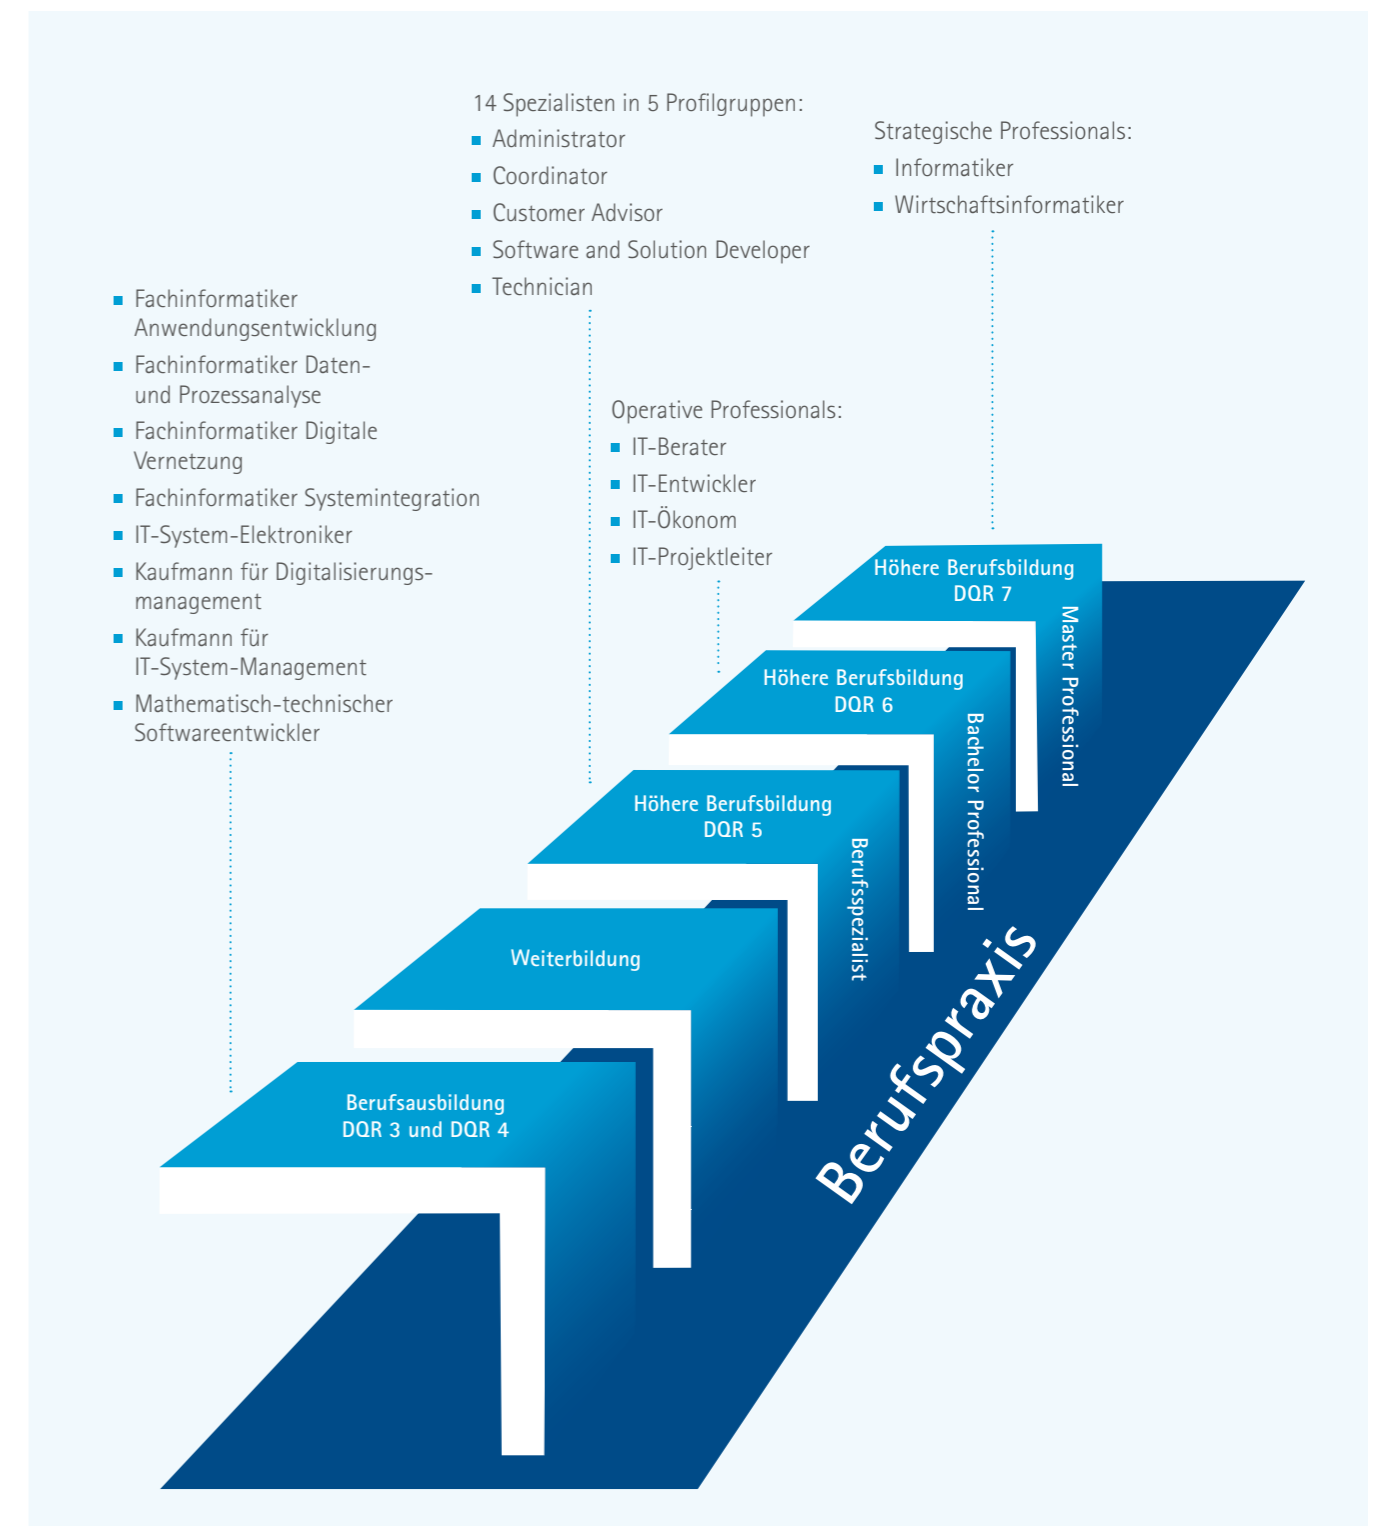 14 Spezialisten in 5 Profilgruppen:
Administrator
Coordinator
Customer Advisor
Software and Solution Developer
Technician
Strategische Professionals:
Informatiker
Wirtschaftsinformatiker
Fachinformatiker
Anwendungsentwicklung
Fachinformatiker Daten-
und Prozessanalyse
Fachinformatiker Digitale
Vernetzung
Fachinformatiker Systemintegration
IT-System-Elektroniker
Kaufmann für Digitalisierungs-
management
Kaufmann für
IT-System-Management
Mathematisch-technischer
Softwareentwickler
Operative Professionals:
IT-Berater
IT-Entwickler
IT-Ökonom
IT-Projektleiter
Höhere Berufsbildung
DQR 7
Master Professional
Höhere Berufsbildung
DQR 6
Bachelor Professional
Höhere Berufsbildung
DQR 5
Berufsspezialist
Weiterbildung
Berufsausbildung
DQR 3 und DQR 4
Berufspraxis